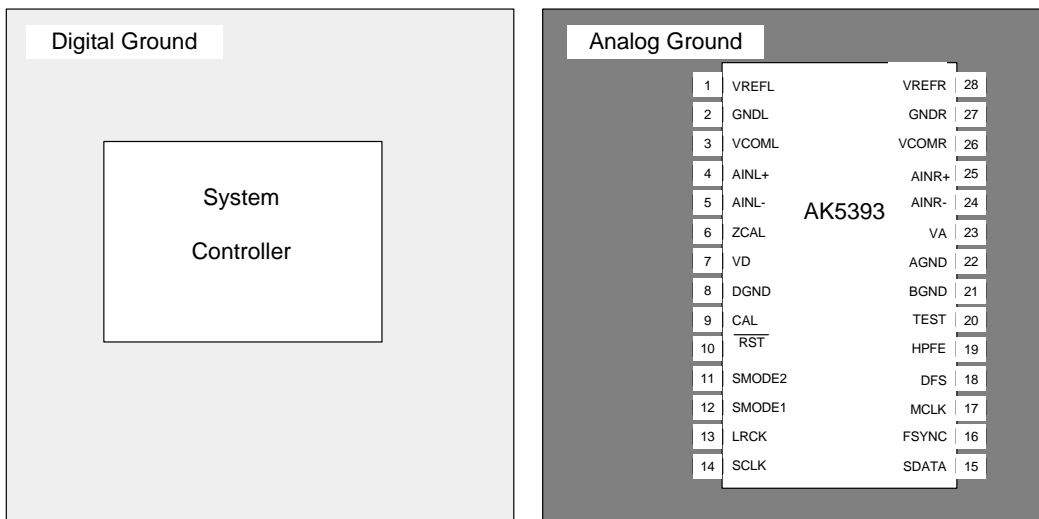 Digital Ground
System
Controller
Analog Ground
AK5393
1 VREFL
2 GNDL
3 VCOML
4 AINL+
5 AINL-
6 ZCAL
7 VD
8 DGND
9 CAL
10 RST
11 SMODE2
12 SMODE1
13 LRCK
14 SCLK
VREFR 28
GNDR 27
VCOMR 26
AINR+ 25
AINR- 24
VA 23
AGND 22
BGND 21
TEST 20
HPFE 19
DFS 18
MCLK 17
FSYNC 16
SDATA 15